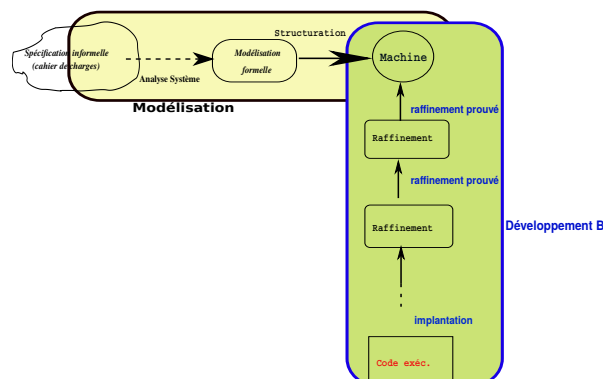 Structuration
Spécification informelle
(cahier de charges)
Analyse Système
Modélisation
formelle
Machine
Modélisation
raffinement prouvé
Raffinement
raffinement prouvé
Raffinement
Développement B
implantation
Code exéc.